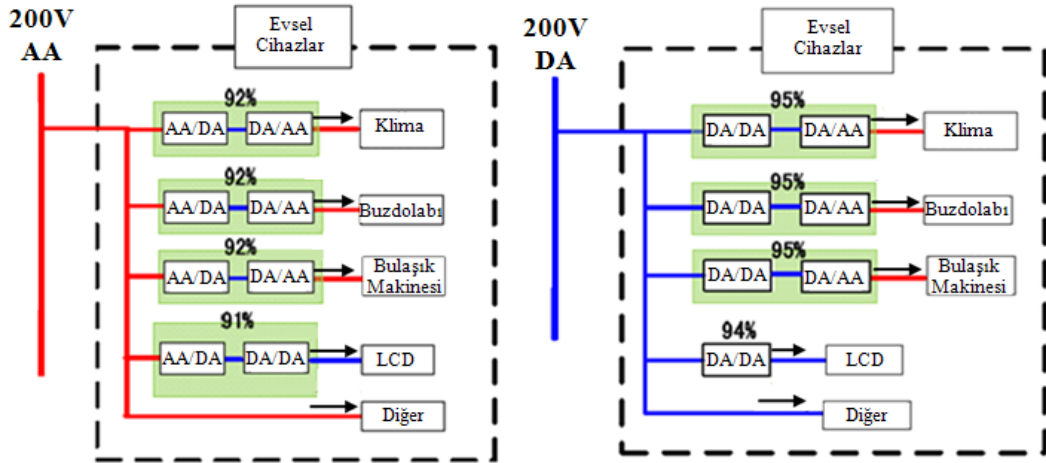 200V
AA
Evsel
Cihazlar
92%
AA/DA
DA/AA
Klima
92%
AA/DA
DA/AA
Buzdolabı
92%
AA/DA
DA/AA
Bulaşık
Makinesi
91%
AA/DA
DA/DA
LCD
Diğer
200V
DA
Evsel
Cihazlar
95%
DA/DA
DA/AA
Klima
95%
DA/DA
DA/AA
Buzdolabı
95%
DA/DA
DA/AA
Bulaşık
Makinesi
94%
DA/DA
LCD
Diğer